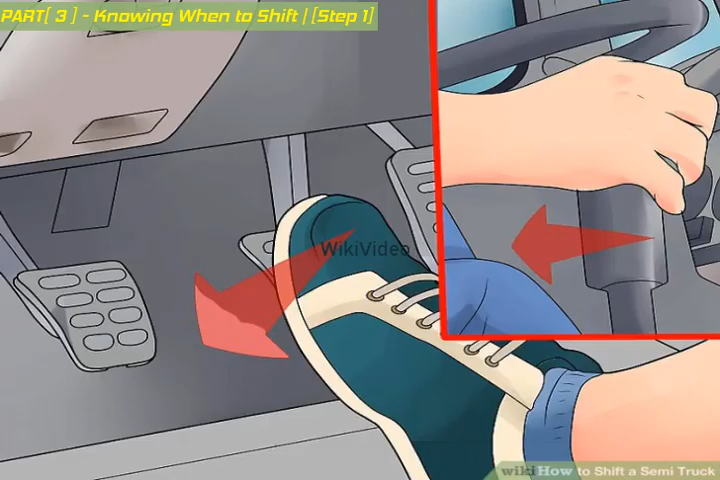 PART[ 3 ] - Knowing When to Shift | [Step 1]
WikiVideo
wikiHow to Shift a Semi Truck